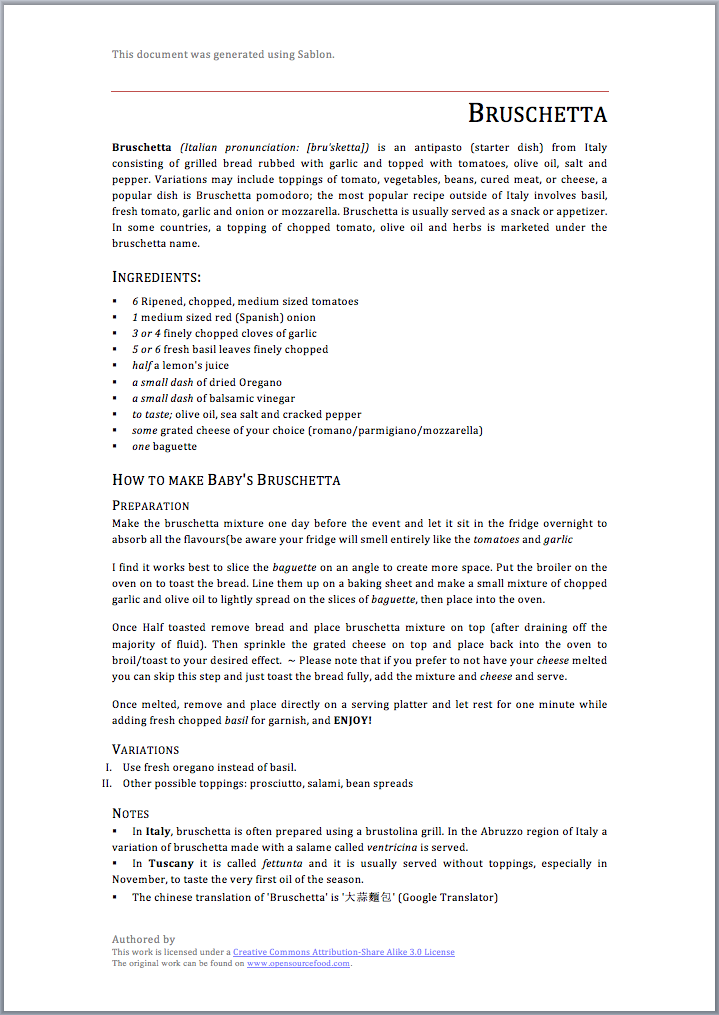 This document was generated using Sablon.
BRUSCHETTA
Bruschetta (Italian pronunciation: [bru'sketta]) is an antipasto (starter dish) from Italy
consisting of grilled bread rubbed with garlic and topped with tomatoes, olive oil, salt and
pepper. Variations may include toppings of tomato, vegetables, beans, cured meat, or cheese, a
popular dish is Bruschetta pomodoro; the most popular recipe outside of Italy involves basil,
fresh tomato, garlic and onion or mozzarella. Bruschetta is usually served as a snack or appetizer.
In some countries, a topping of chopped tomato, olive oil and herbs is marketed under the
bruschetta name.
INGREDIENTS:
▪ 6 Ripened, chopped, medium sized tomatoes
▪ 1 medium sized red (Spanish) onion
▪ 3 or 4 finely chopped cloves of garlic
▪ 5 or 6 fresh basil leaves finely chopped
▪ half a lemon's juice
▪ a small dash of dried Oregano
▪ a small dash of balsamic vinegar
▪ to taste; olive oil, sea salt and cracked pepper
▪ some grated cheese of your choice (romano/parmigiano/mozzarella)
▪ one baguette
HOW TO MAKE BABY'S BRUSCHETTA
PREPARATION
Make the bruschetta mixture one day before the event and let it sit in the fridge overnight to
absorb all the flavours(be aware your fridge will smell entirely like the tomatoes and garlic
I find it works best to slice the baguette on an angle to create more space. Put the broiler on the
oven on to toast the bread. Line them up on a baking sheet and make a small mixture of chopped
garlic and olive oil to lightly spread on the slices of baguette, then place into the oven.
Once Half toasted remove bread and place bruschetta mixture on top (after draining off the
majority of fluid). Then sprinkle the grated cheese on top and place back into the oven to
broil/toast to your desired effect. ~ Please note that if you prefer to not have your cheese melted
you can skip this step and just toast the bread fully, add the mixture and cheese and serve.
Once melted, remove and place directly on a serving platter and let rest for one minute while
adding fresh chopped basil for garnish, and ENJOY!
VARIATIONS
I. Use fresh oregano instead of basil.
II. Other possible toppings: prosciutto, salami, bean spreads
NOTES
▪ In Italy, bruschetta is often prepared using a brustolina grill. In the Abruzzo region of Italy a
variation of bruschetta made with a salame called ventricina is served.
▪ In Tuscany it is called fettunta and it is usually served without toppings, especially in
November, to taste the very first oil of the season.
▪ The chinese translation of 'Bruschetta' is '大蒜麵包' (Google Translator)
Authored by
This work is licensed under a Creative Commons Attribution-Share Alike 3.0 License
The original work can be found on www.opensourcefood.com.